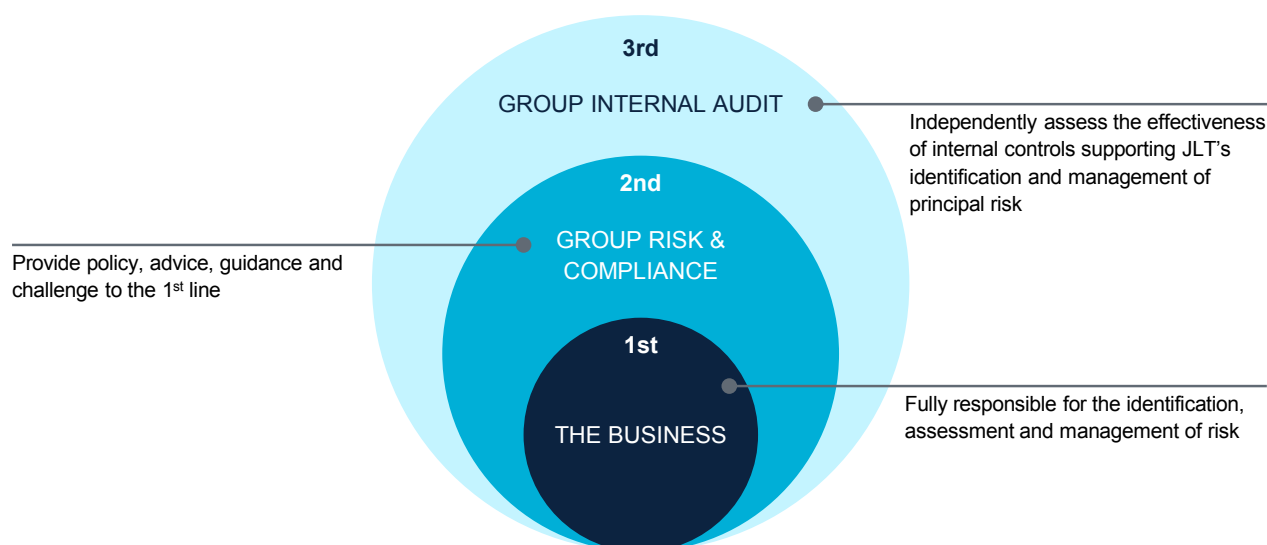 3rd
GROUP INTERNAL AUDIT
Independently assess the effectiveness
of internal controls supporting JLT’s
identification and management of
principal risk
2nd
GROUP RISK &
COMPLIANCE
Provide policy, advice, guidance and
challenge to the 1st line
1st
THE BUSINESS
Fully responsible for the identification,
assessment and management of risk